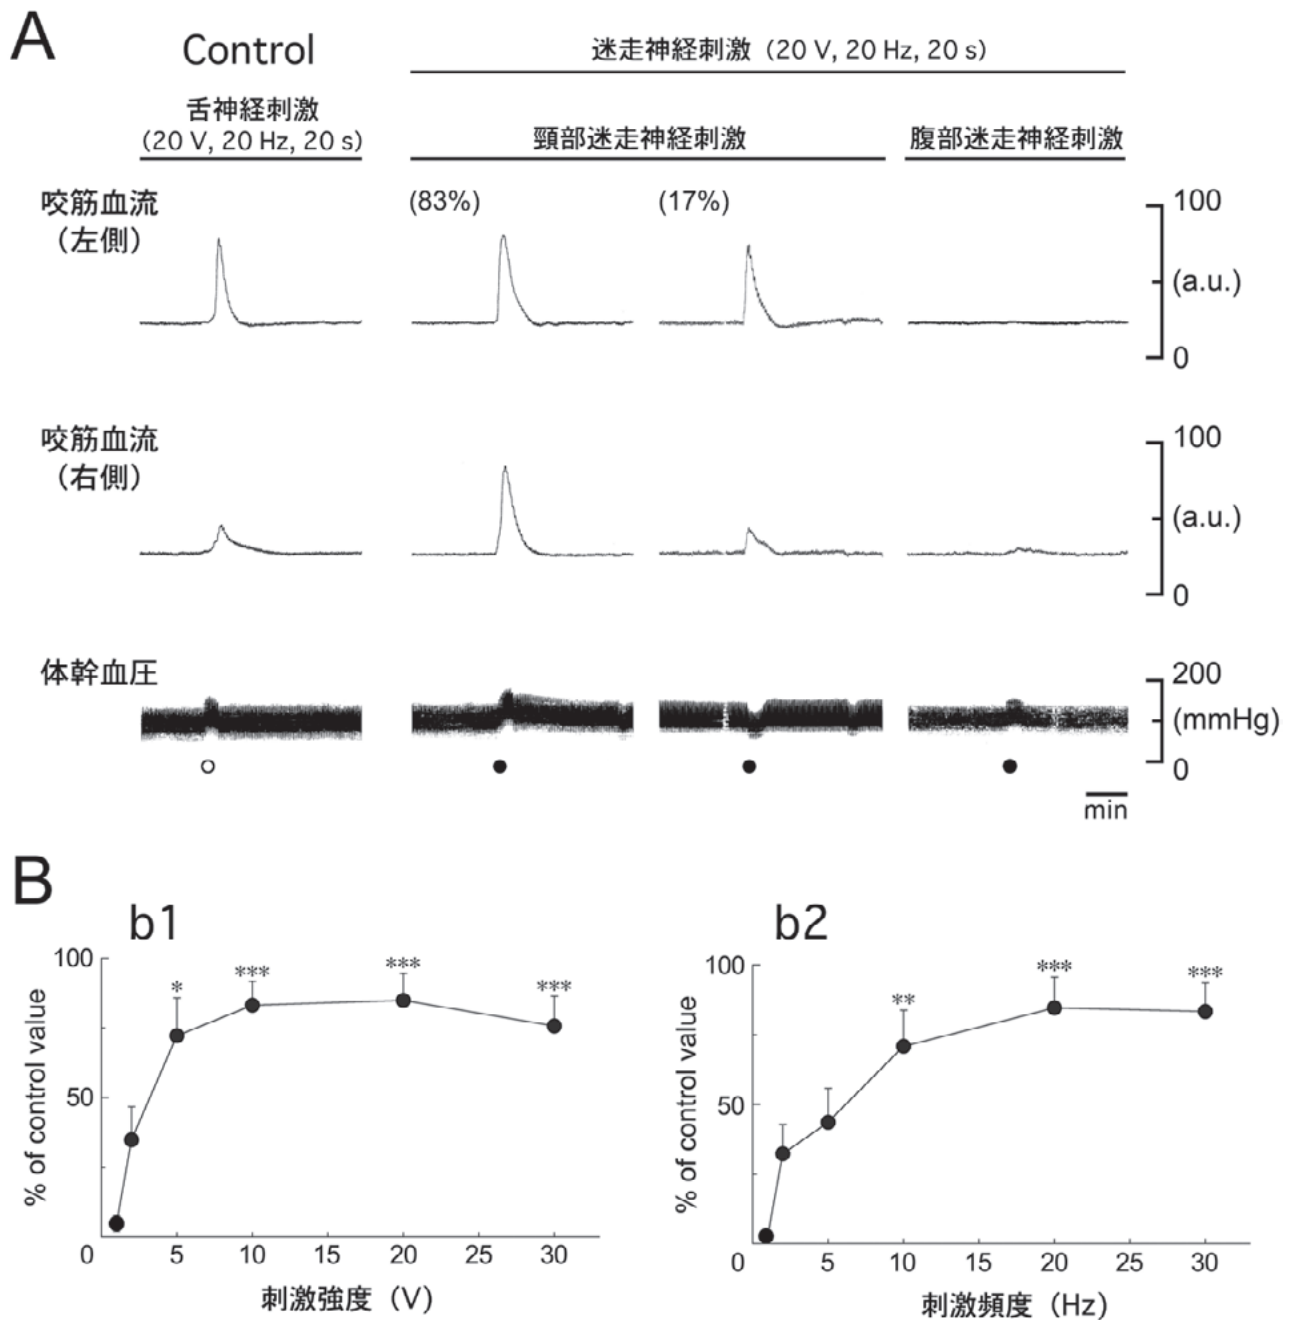 A
Control
迷走神経刺激（20 V, 20 Hz, 20 s）
舌神経刺激
(20 V, 20 Hz, 20 s)
頸部迷走神経刺激
腹部迷走神経刺激
咬筋血流
（左側）
(83%)
(17%)
100
(a.u.)
0
咬筋血流
（右側）
100
(a.u.)
0
体幹血圧
200
(mmHg)
0
min
B
b1
100
50
0
% of control value
*
***
***
***
5
10
15
20
25
30
刺激強度（V）
b2
100
50
0
% of control value
**
***
***
5
10
15
20
25
30
刺激頻度（Hz）